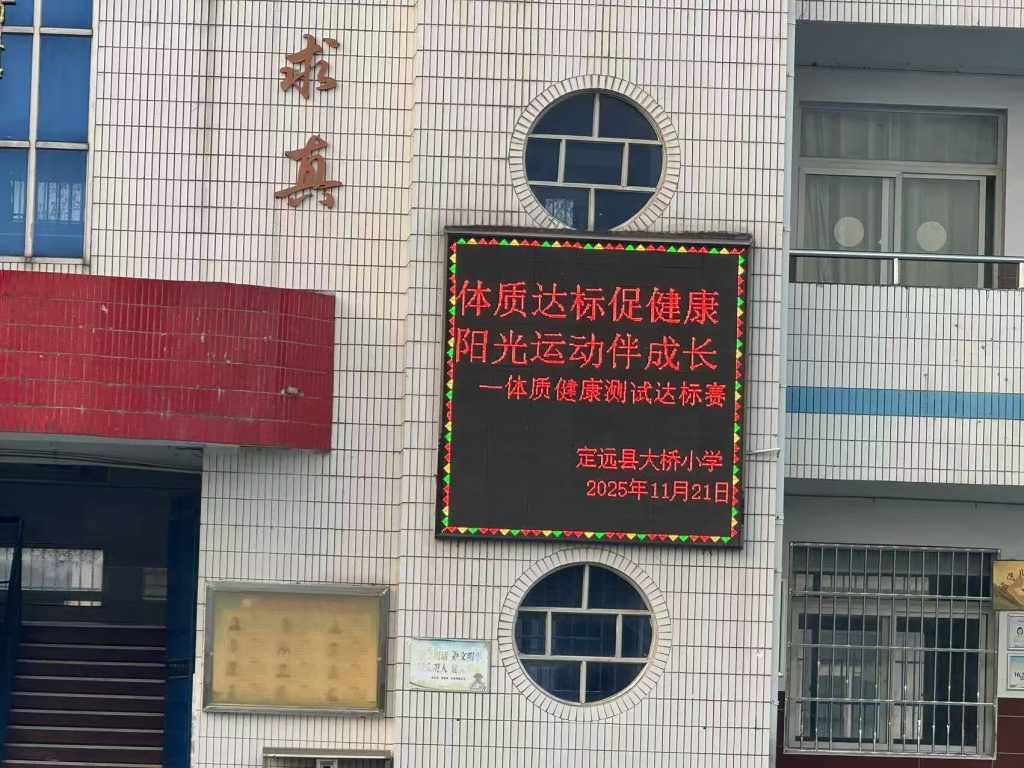 求
真
体质达标促健康
阳光运动伴成长
一体质健康测试达标赛
定远县大桥小学
2025年11月21日